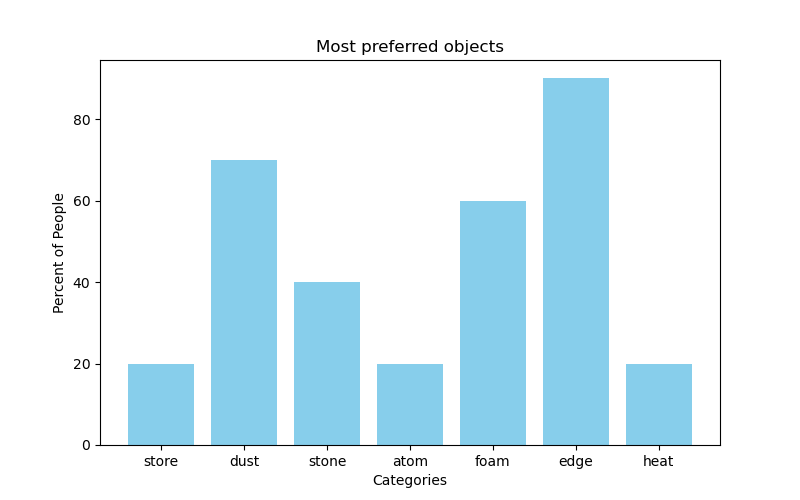 Most preferred objects
Percent of People
80
60
40
20
0
store dust stone atom foam edge heat
Categories